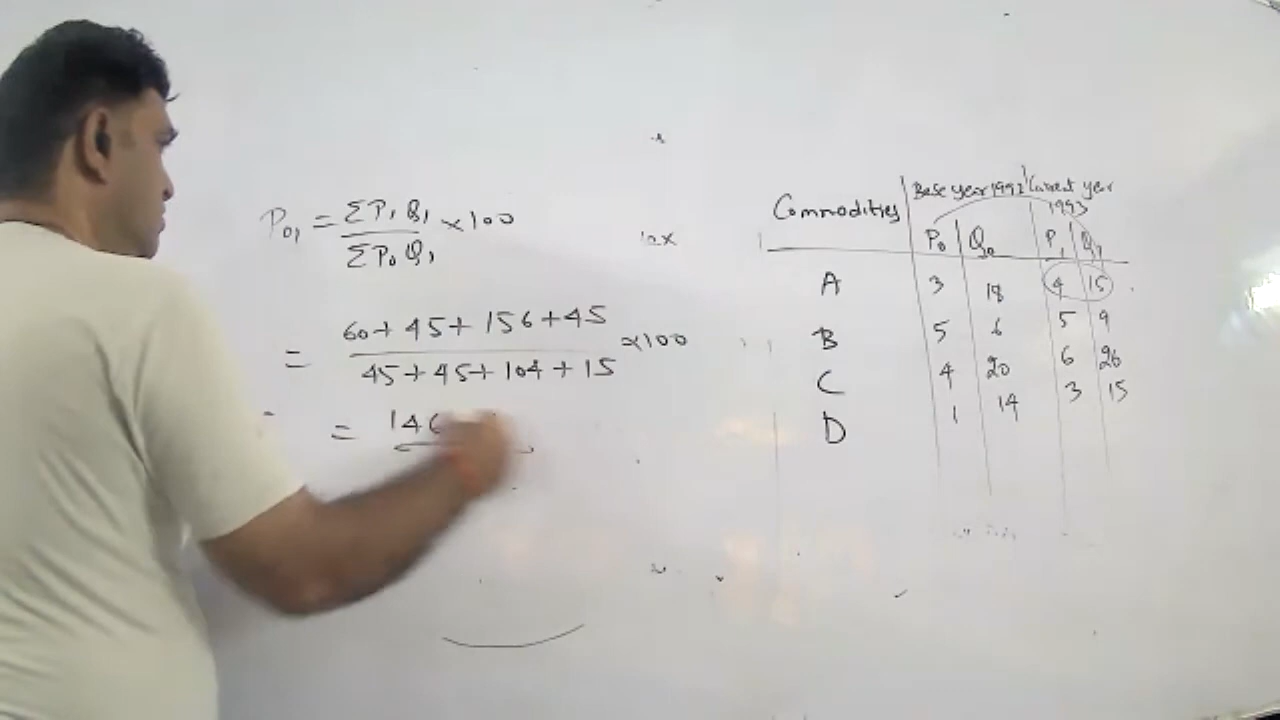 P₀₁ = ΣP₁Q₁ / ΣP₀Q₁ ×100
= 60+45+156+45 / 45+45+104+15 ×100
= 146
Commodities | Base year 1992 | Current year 1993
P₀ | Q₀ | P₁ | Q₁
A 3 18 4 15
B 5 6 5 9
C 4 20 6 26
D 1 14 3 15